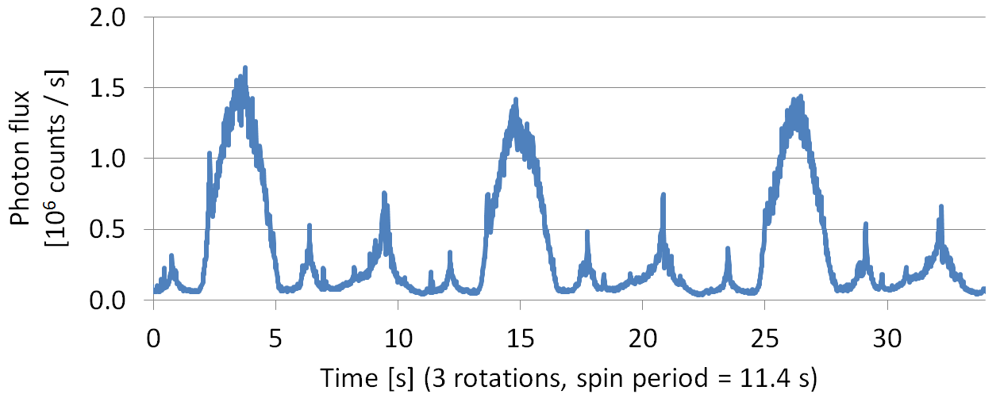 Photon flux
[10⁶ counts / s]
2.0
1.5
1.0
0.5
0.0
0 5 10 15 20 25 30
Time [s] (3 rotations, spin period = 11.4 s)